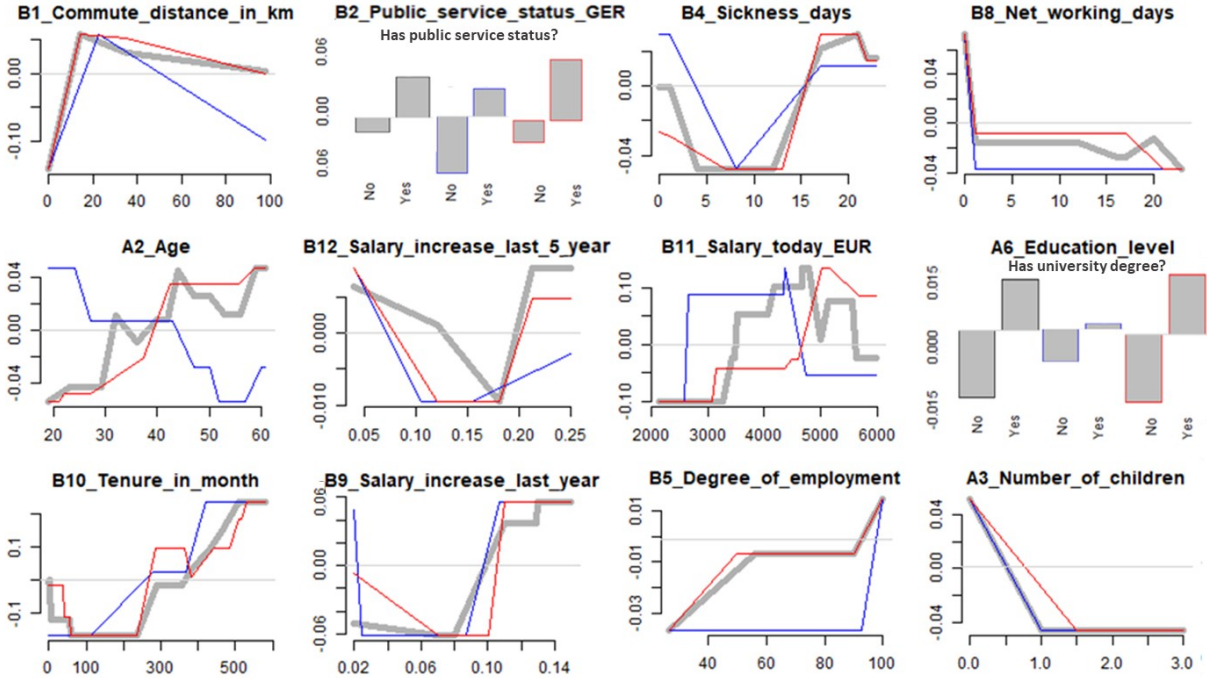 B1_Commute_distance_in_km
0.00
-0.10
0 20 40 60 80 100
B2_Public_service_status_GER
Has public service status?
0.06
0.00
0.06
No Yes No Yes No Yes
B4_Sickness_days
0.00
-0.04
0 5 10 15 20
B8_Net_working_days
0.04
0.00
-0.04
0 5 10 15 20
A2_Age
0.04
0.00
-0.04
20 30 40 50 60
B12_Salary_increase_last_5_year
0.000
-0.010
0.05 0.10 0.15 0.20 0.25
B11_Salary_today_EUR
0.10
0.00
-0.10
2000 3000 4000 5000 6000
A6_Education_level
Has university degree?
0.015
0.000
-0.015
No Yes No Yes No Yes
B10_Tenure_in_month
0.1
-0.1
0 100 300 500
B9_Salary_increase_last_year
0.06
0.00
-0.06
0.02 0.06 0.10 0.14
B5_Degree_of_employment
0.01
-0.01
-0.03
40 60 80 100
A3_Number_of_children
0.04
0.00
-0.04
0.0 1.0 2.0 3.0